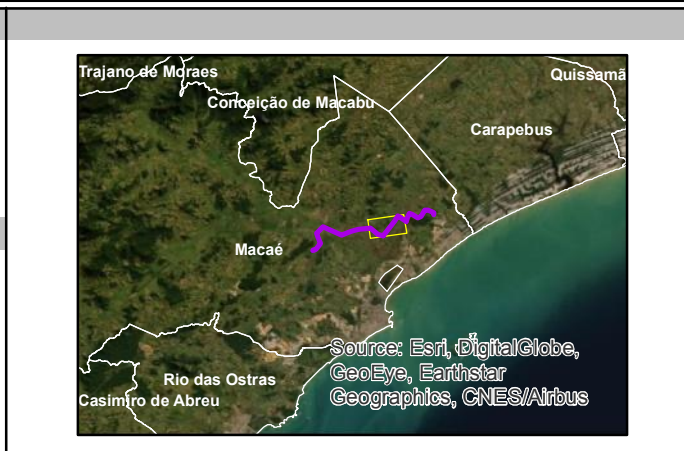 Trajano de Moraes
Quissamã
Conceição de Macabu
Carapebus
Macaé
Rio das Ostras
Casimiro de Abreu
Source: Esri, DigitalGlobe,
GeoEye, Earthstar
Geographics, CNES/Airbus